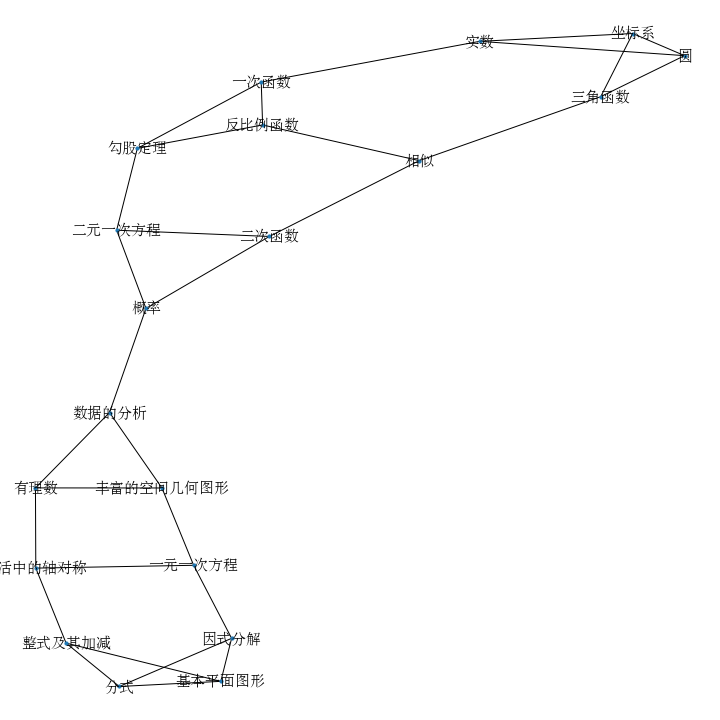 坐标系
实数
圆
一次函数
三角函数
反比例函数
勾股定理
相似
二元一次方程
二次函数
概率
数据的分析
有理数
丰富的空间几何图形
活中的轴对称
一元一次方程
因式分解
整式及其加减
基本平面图形
分式